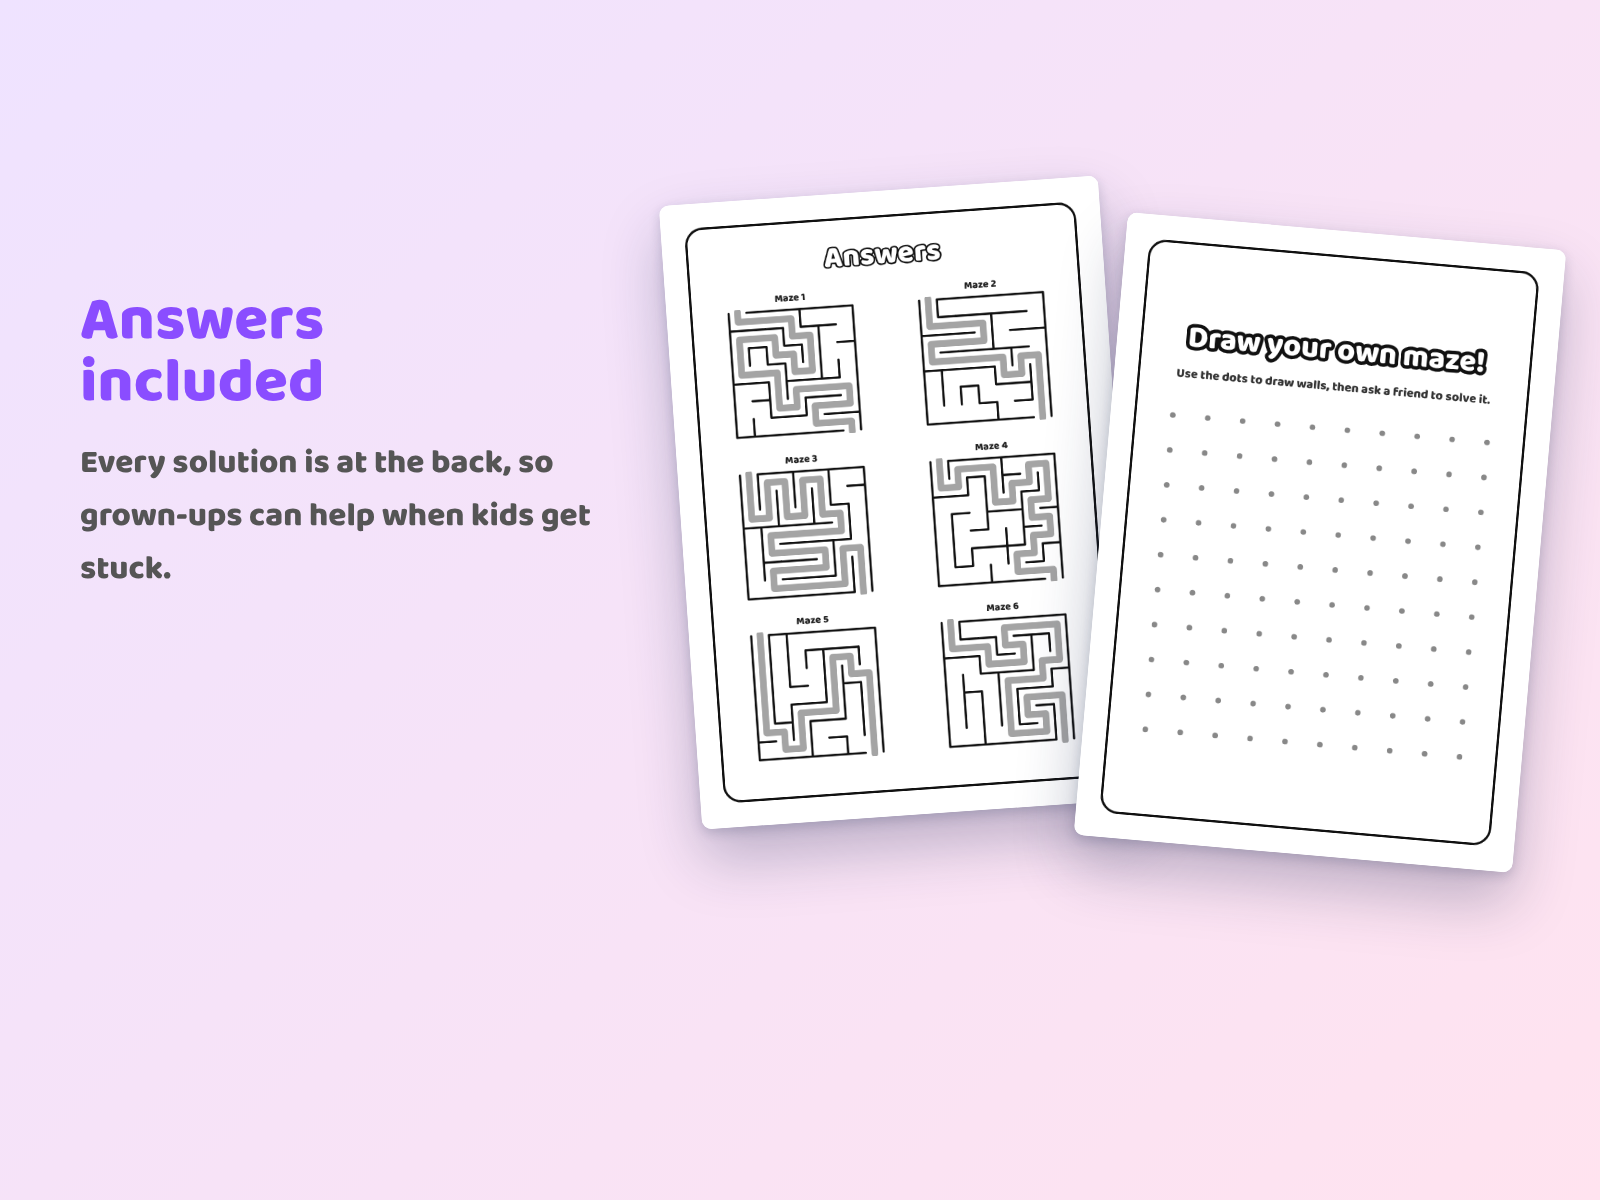 Answers
included
Every solution is at the back, so
grown-ups can help when kids get
stuck.
Answers
Maze 1
Maze 2
Maze 3
Maze 4
Maze 5
Maze 6
Draw your own maze!
Use the dots to draw walls, then ask a friend to solve it.